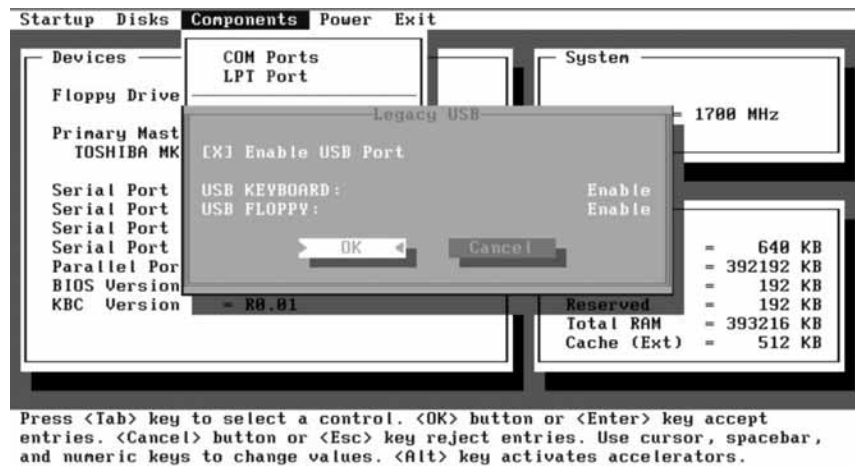 Startup Disks Components Power Exit
Devices
COM Ports
LPT Port
System
Floppy Drive
Legacy USB
= 1700 MHz
Primary Mast
TOSHIBA MK
[X] Enable USB Port
Serial Port
USB KEYBOARD: Enable
Serial Port
USB FLOPPY: Enable
Serial Port
Serial Port
OK
Cancel
= 640 KB
Parallel Por
= 392192 KB
BIOS Version
= 192 KB
KBC Version = R0.01
Reserved = 192 KB
Total RAM = 393216 KB
Cache (Ext) = 512 KB
Press <Tab> key to select a control. <OK> button or <Enter> key accept
entries. <Cancel> button or <Esc> key reject entries. Use cursor, spacebar,
and numeric keys to change values. <Alt> key activates accelerators.